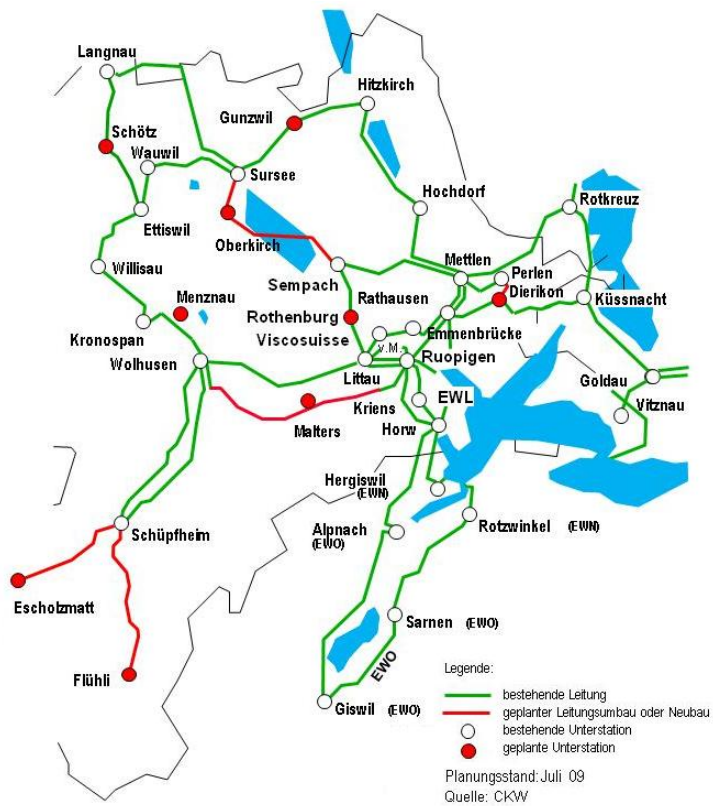 Langnau
Hitzkirch
Gunzwil
Schötz
Wauwil
Sursee
Hochdorf
Rotkreuz
Ettiswil
Oberkirch
Mettlen
Perlen
Willisau
Sempach
Rathausen
Dierikon
Küssnacht
Menznau
Rothenburg
Kronospan
Viscosuisse
Emmenbrücke
v.M.
Wolhusen
Littau
Ruopigen
Goldau
EWL
Vitznau
Kriens
Malters
Horw
Hergiswil
(EWN)
Rotzwinkel (EWN)
Schüpfheim
Alpnach
(EWO)
Escholzmatt
Sarnen (EWO)
EWO
Flühli
Giswil (EWO)
Legende:
bestehende Leitung
geplanter Leitungsumbau oder Neubau
bestehende Unterstation
geplante Unterstation
Planungsstand: Juli 09
Quelle: CKW